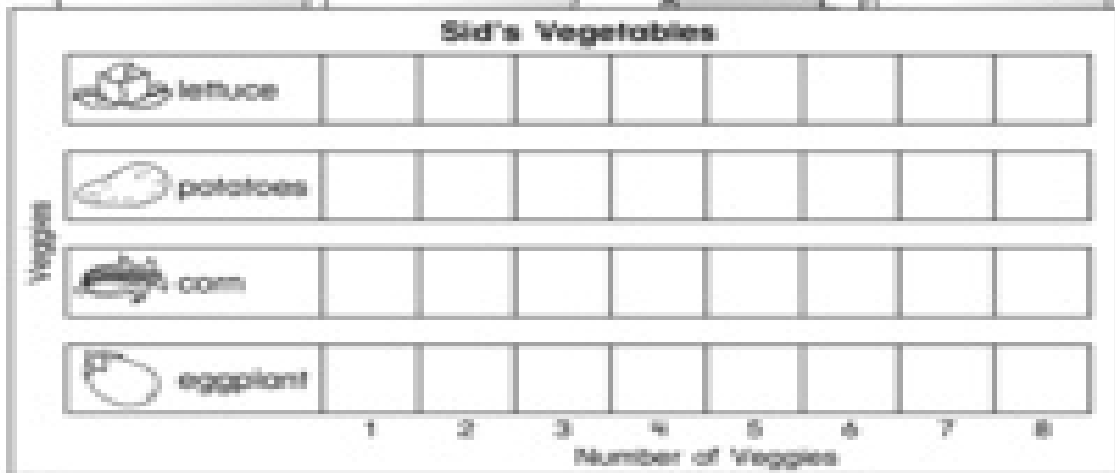 Sid's Vegetables
lettuce
potatoes
corn
eggplant
Veggies
1 2 3 4 5 6 7 8
Number of Veggies